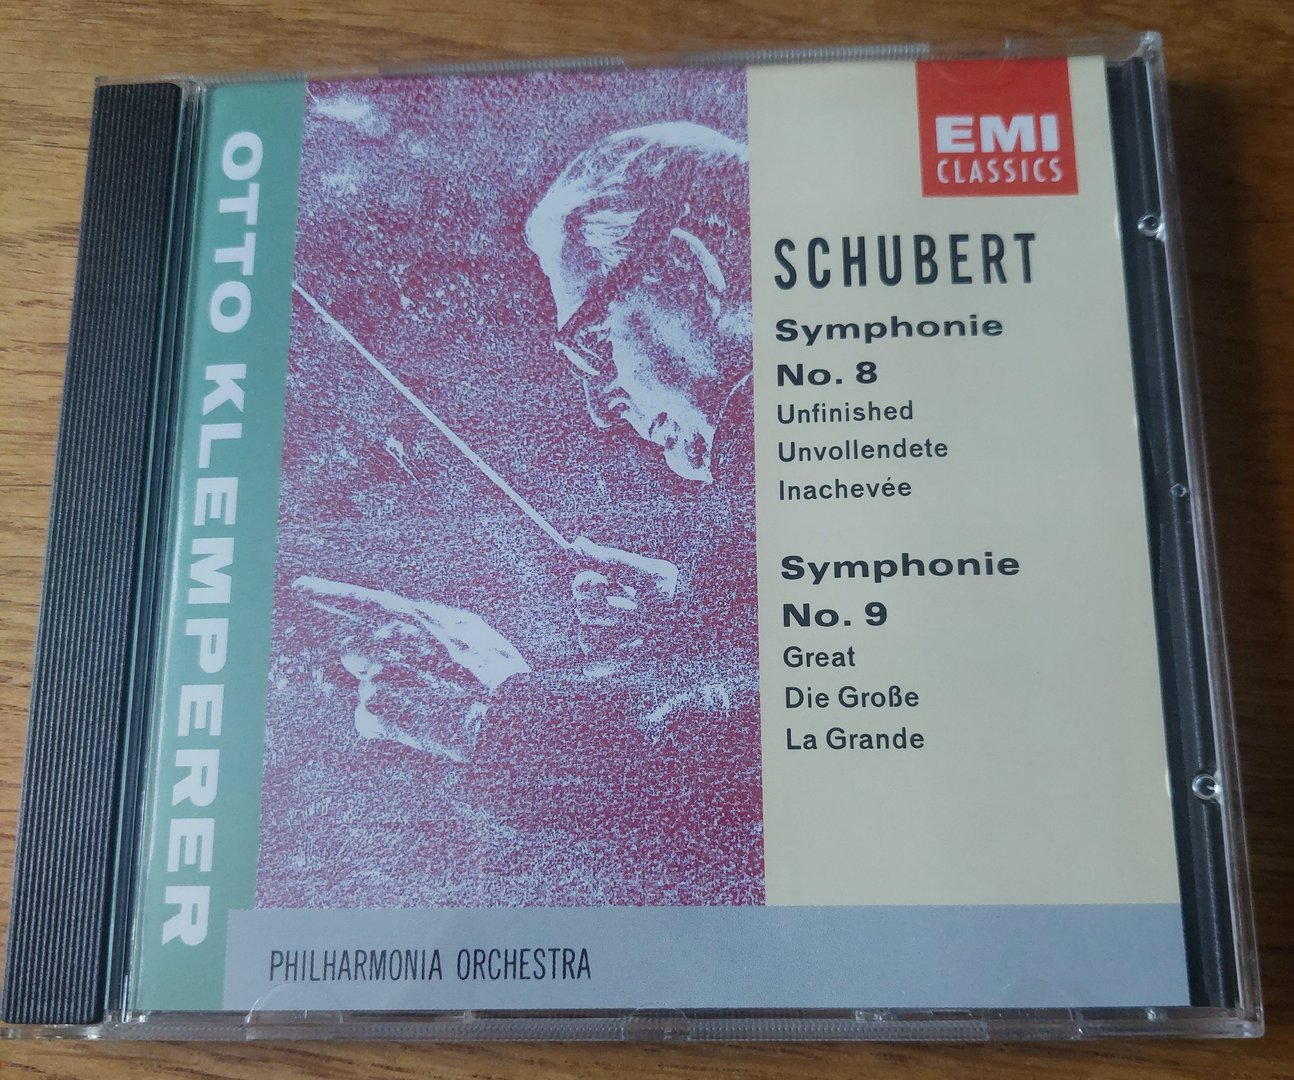 OTTO KLEMPERER
EMI
CLASSICS
SCHUBERT
Symphonie
No. 8
Unfinished
Unvollendete
Inachevée
Symphonie
No. 9
Great
Die Große
La Grande
PHILHARMONIA ORCHESTRA